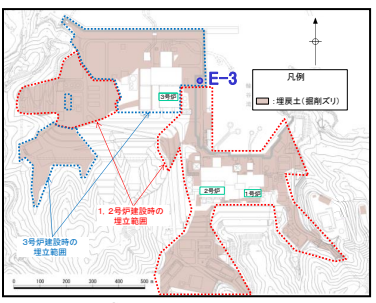 E-3
凡例
:埋戻土(掘削ズリ)
3号炉
2号炉
1号炉
1. 2号炉建設時の
埋立範囲
3号炉建設時の
埋立範囲
0 100 200 300 400 500 m